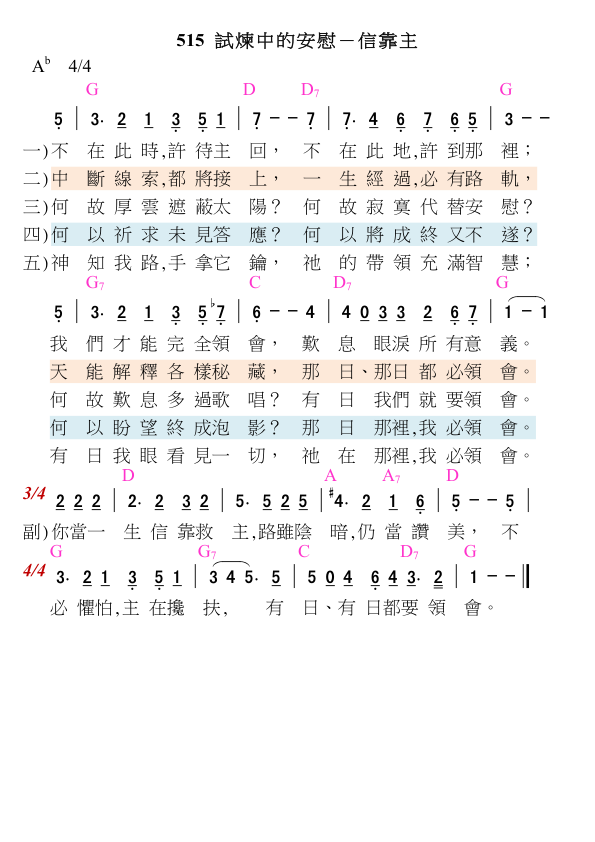 515 試煉中的安慰－信靠主
Ab 4/4
G D D7 G
5 | 3. 2 1 3 5 1 | 7 - - 7 | 7. 4 6 7 6 5 | 3 - -
一)不 在 此 時,許 待主 回， 不 在 此 地,許 到那 裡；
二)中 斷 線 索,都 將接 上， 一 生 經 過,必 有路 軌，
三)何 故 厚 雲 遮 蔽太 陽？ 何 故 寂 寞 代 替安 慰？
四)何 以 祈 求 未 見答 應？ 何 以 將 成 終 又不 遂？
五)神 知 我 路,手 拿它 鑰， 祂 的 帶 領 充 滿智 慧；
G7 C D7 G
5 | 3. 2 1 3 5 b7 | 6 - - 4 | 4 0 3 3 2 6 7 | 1 - 1
我 們 才 能 完 全領 會， 歎 息 眼淚 所 有意 義。
天 能 解 釋 各 樣秘 藏， 那 日、那日 都 必領 會。
何 故 歎 息 多 過歌 唱？ 有 日 我們 就 要領 會。
何 以 盼 望 終 成泡 影？ 那 日 那裡,我 必領 會。
有 日 我 眼 看 見一 切， 祂 在 那裡,我 必領 會。
D A A7 D
3/4 2 2 2 | 2. 2 3 2 | 5. 5 2 5 | #4. 2 1 6 | 5 - - 5 |
副)你當一 生 信 靠救 主,路雖陰 暗,仍 當 讚 美， 不
G G7 C D7 G
4/4 3. 2 1 3 5 1 | 3 4 5. 5 | 5 0 4 6 4 3. 2 | 1 - - ||
必 懼怕,主 在攙 扶, 有 日、有 日都要 領 會。